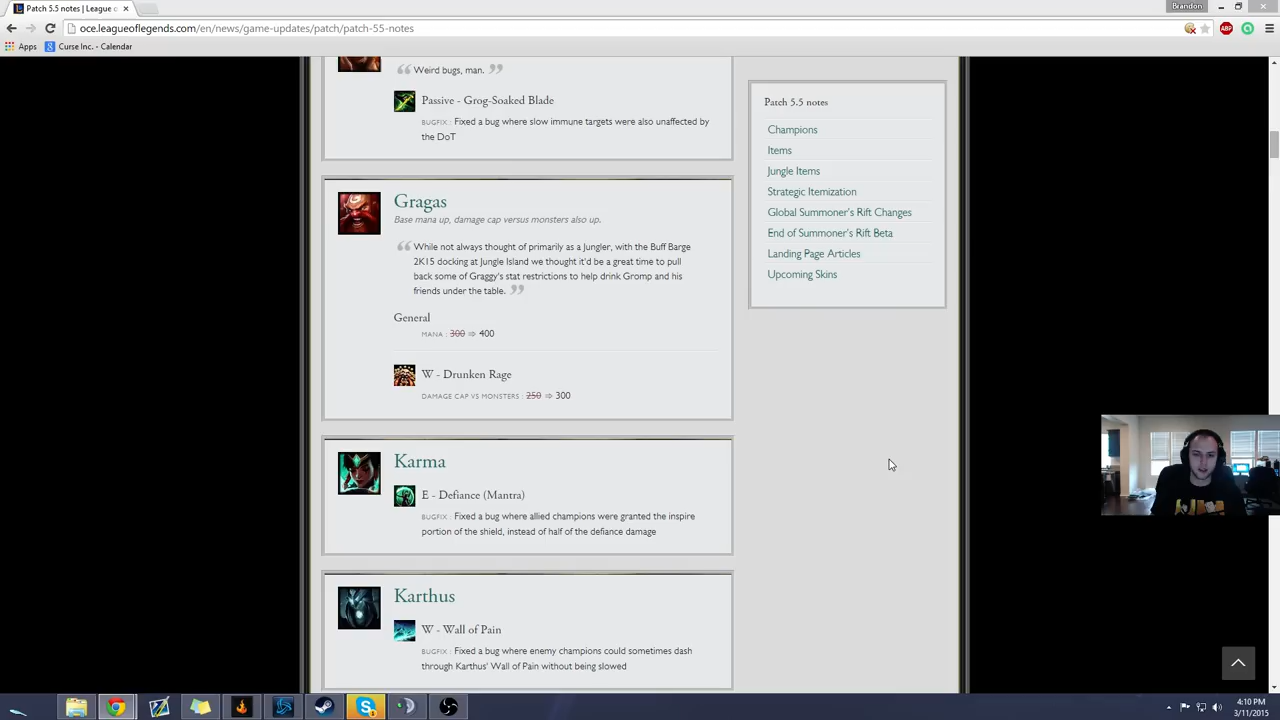 Patch 5.5 notes | League o
Brandon
oce.leagueoflegends.com/en/news/game-updates/patch/patch-55-notes
ABP
Apps
Curse Inc. - Calendar
Weird bugs, man.
Passive - Grog-Soaked Blade
BUGFIX : Fixed a bug where slow immune targets were also unaffected by
the DoT
Gragas
Base mana up, damage cap versus monsters also up.
While not always thought of primarily as a Jungler, with the Buff Barge
2K15 docking at Jungle Island we thought it'd be a great time to pull
back some of Graggy's stat restrictions to help drink Gromp and his
friends under the table.
General
MANA : 300 ⇒ 400
W - Drunken Rage
DAMAGE CAP VS MONSTERS : 250 ⇒ 300
Karma
E - Defiance (Mantra)
BUGFIX : Fixed a bug where allied champions were granted the inspire
portion of the shield, instead of half of the defiance damage
Karthus
W - Wall of Pain
BUGFIX : Fixed a bug where enemy champions could sometimes dash
through Karthus' Wall of Pain without being slowed
Patch 5.5 notes
Champions
Items
Jungle Items
Strategic Itemization
Global Summoner's Rift Changes
End of Summoner's Rift Beta
Landing Page Articles
Upcoming Skins
4:10 PM
3/11/2015